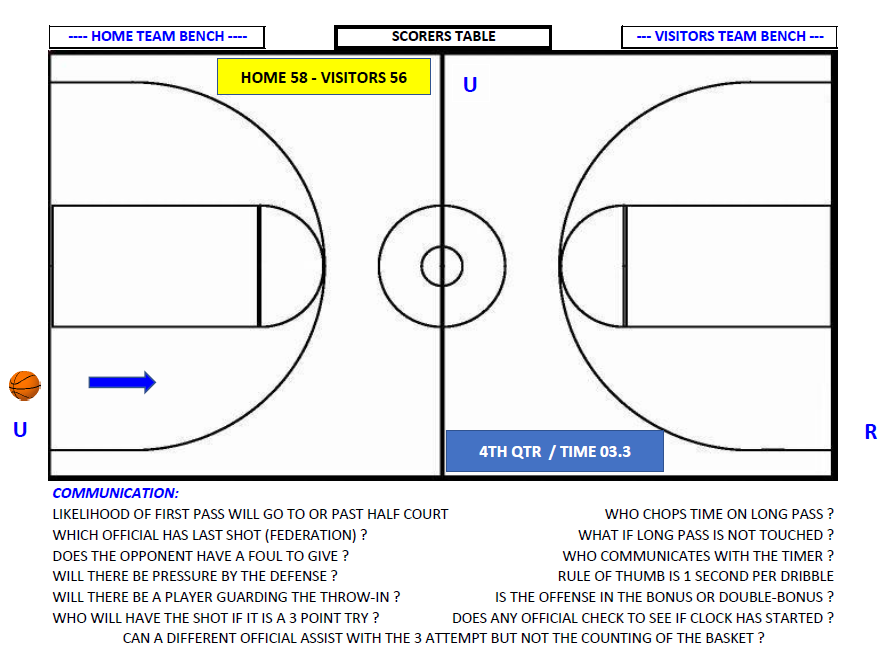 ---- HOME TEAM BENCH ----
SCORERS TABLE
--- VISITORS TEAM BENCH ---
HOME 58 - VISITORS 56
U
U
R
4TH QTR / TIME 03.3
COMMUNICATION:
LIKELIHOOD OF FIRST PASS WILL GO TO OR PAST HALF COURT
WHO CHOPS TIME ON LONG PASS ?
WHICH OFFICIAL HAS LAST SHOT (FEDERATION) ?
WHAT IF LONG PASS IS NOT TOUCHED ?
DOES THE OPPONENT HAVE A FOUL TO GIVE ?
WHO COMMUNICATES WITH THE TIMER ?
WILL THERE BE PRESSURE BY THE DEFENSE ?
RULE OF THUMB IS 1 SECOND PER DRIBBLE
WILL THERE BE A PLAYER GUARDING THE THROW-IN ?
IS THE OFFENSE IN THE BONUS OR DOUBLE-BONUS ?
WHO WILL HAVE THE SHOT IF IT IS A 3 POINT TRY ?
DOES ANY OFFICIAL CHECK TO SEE IF CLOCK HAS STARTED ?
CAN A DIFFERENT OFFICIAL ASSIST WITH THE 3 ATTEMPT BUT NOT THE COUNTING OF THE BASKET ?